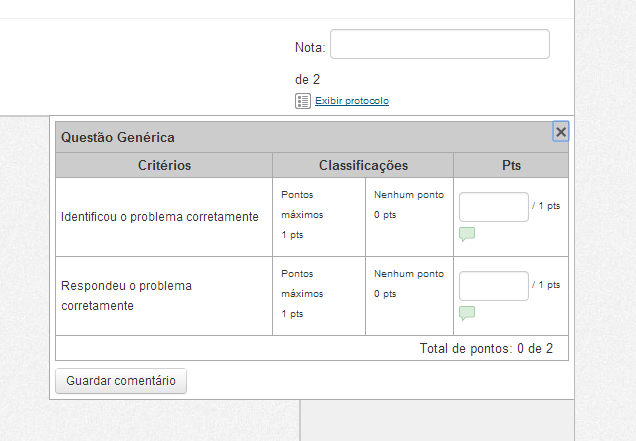 Nota:
de 2
Exibir protocolo
Questão Genérica
Critérios Classificações Pts
Identificou o problema corretamente
Pontos
máximos
1 pts
Nenhum ponto
0 pts
/ 1 pts
Respondeu o problema
corretamente
Pontos
máximos
1 pts
Nenhum ponto
0 pts
/ 1 pts
Total de pontos: 0 de 2
Guardar comentário